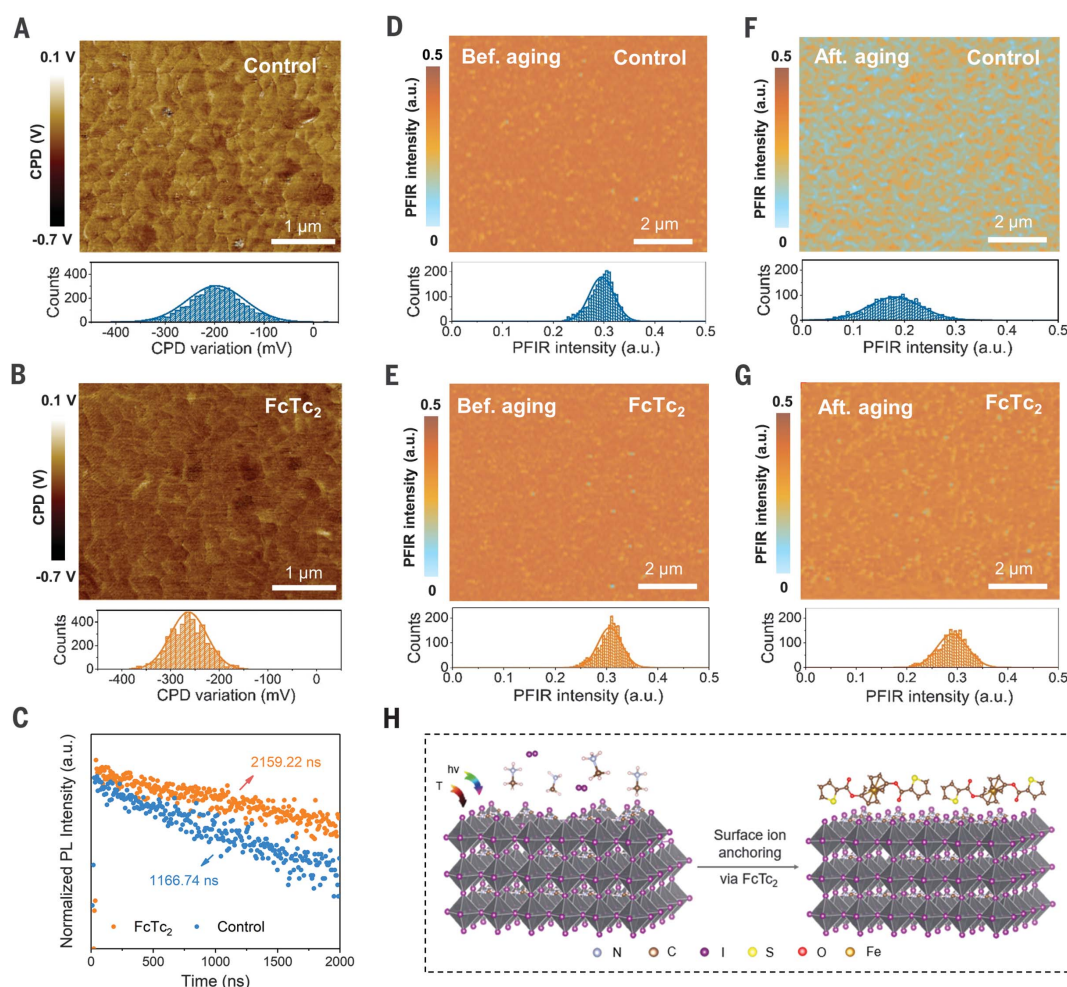 A
0.1 V
CPD (V)
-0.7 V
Control
1 µm
Counts
400
200
0
-400 -300 -200 -100 0
CPD variation (mV)
B
0.1 V
CPD (V)
-0.7 V
FcTc₂
1 µm
Counts
400
200
0
-400 -300 -200 -100 0
CPD variation (mV)
C
Normalized PL Intensity (a.u.)
2159.22 ns
1166.74 ns
FcTc₂ Control
0 500 1000 1500 2000
Time (ns)
D
0.5
PFIR intensity (a.u.)
0
Bef. aging Control
2 µm
Counts
200
100
0
0.0 0.1 0.2 0.3 0.4 0.5
PFIR intensity (a.u.)
E
0.5
PFIR intensity (a.u.)
0
Bef. aging FcTc₂
2 µm
Counts
200
100
0
0.0 0.1 0.2 0.3 0.4 0.5
PFIR intensity (a.u.)
F
0.5
PFIR intensity (a.u.)
0
Aft. aging Control
2 µm
Counts
200
100
0
0.0 0.1 0.2 0.3 0.4 0.5
PFIR intensity (a.u.)
G
0.5
PFIR intensity (a.u.)
0
Aft. aging FcTc₂
2 µm
Counts
200
100
0
0.0 0.1 0.2 0.3 0.4 0.5
PFIR intensity (a.u.)
H
hv
T
Surface ion
anchoring
via FcTc₂
N C I S O Fe